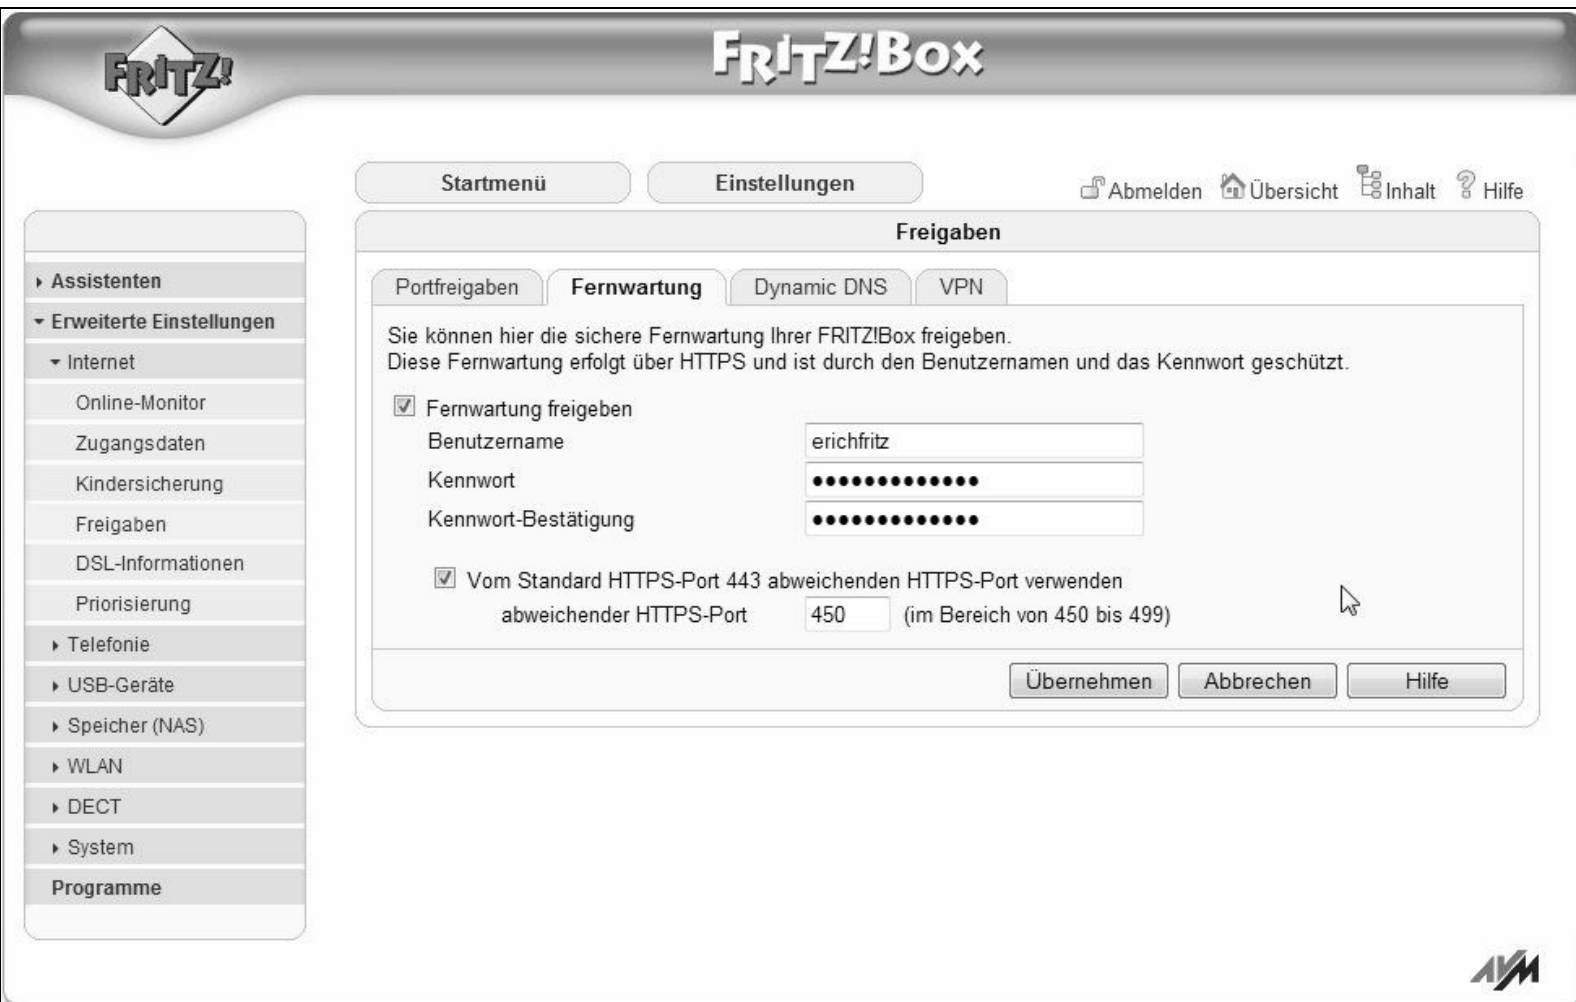 FRITZ!
FRITZ!Box
Startmenü
Einstellungen
Abmelden
Übersicht
Inhalt
Hilfe
Assistenten
Erweiterte Einstellungen
Internet
Online-Monitor
Zugangsdaten
Kindersicherung
Freigaben
DSL-Informationen
Priorisierung
Telefonie
USB-Geräte
Speicher (NAS)
WLAN
DECT
System
Programme
Freigaben
Portfreigaben
Fernwartung
Dynamic DNS
VPN
Sie können hier die sichere Fernwartung Ihrer FRITZ!Box freigeben.
Diese Fernwartung erfolgt über HTTPS und ist durch den Benutzernamen und das Kennwort geschützt.
Fernwartung freigeben
Benutzername erichfritz
Kennwort •••••••••••••
Kennwort-Bestätigung •••••••••••••
Vom Standard HTTPS-Port 443 abweichenden HTTPS-Port verwenden
abweichender HTTPS-Port 450 (im Bereich von 450 bis 499)
Übernehmen
Abbrechen
Hilfe
AVM